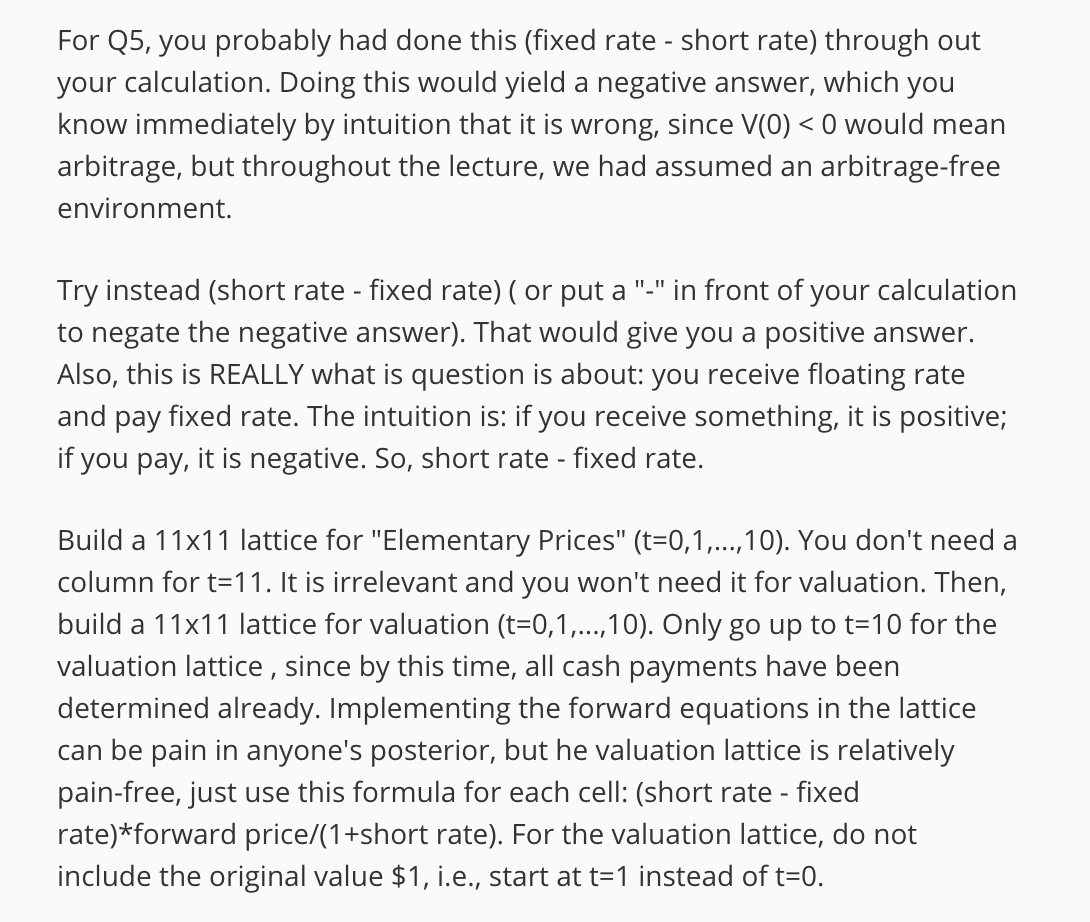 For Q5, you probably had done this (fixed rate - short rate) through out
your calculation. Doing this would yield a negative answer, which you
know immediately by intuition that it is wrong, since V(0) < 0 would mean
arbitrage, but throughout the lecture, we had assumed an arbitrage-free
environment.
Try instead (short rate - fixed rate) ( or put a "-" in front of your calculation
to negate the negative answer). That would give you a positive answer.
Also, this is REALLY what is question is about: you receive floating rate
and pay fixed rate. The intuition is: if you receive something, it is positive;
if you pay, it is negative. So, short rate - fixed rate.
Build a 11x11 lattice for "Elementary Prices" (t=0,1,...,10). You don't need a
column for t=11. It is irrelevant and you won't need it for valuation. Then,
build a 11x11 lattice for valuation (t=0,1,...,10). Only go up to t=10 for the
valuation lattice , since by this time, all cash payments have been
determined already. Implementing the forward equations in the lattice
can be pain in anyone's posterior, but he valuation lattice is relatively
pain-free, just use this formula for each cell: (short rate - fixed
rate)*forward price/(1+short rate). For the valuation lattice, do not
include the original value $1, i.e., start at t=1 instead of t=0.